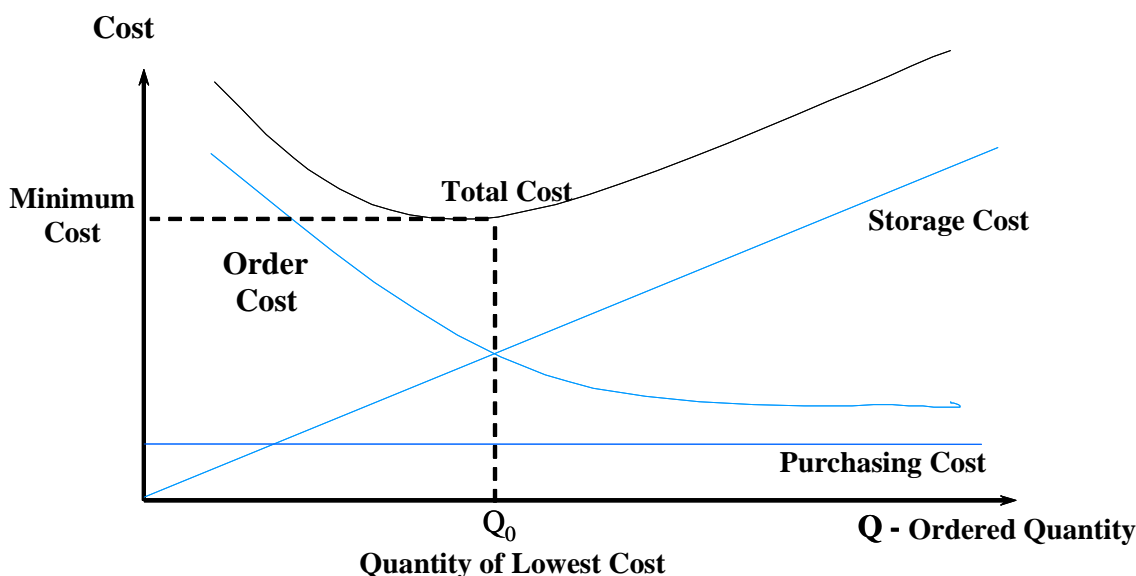 Cost
Minimum
Cost
Total Cost
Storage Cost
Order
Cost
Purchasing Cost
Q₀
Q - Ordered Quantity
Quantity of Lowest Cost